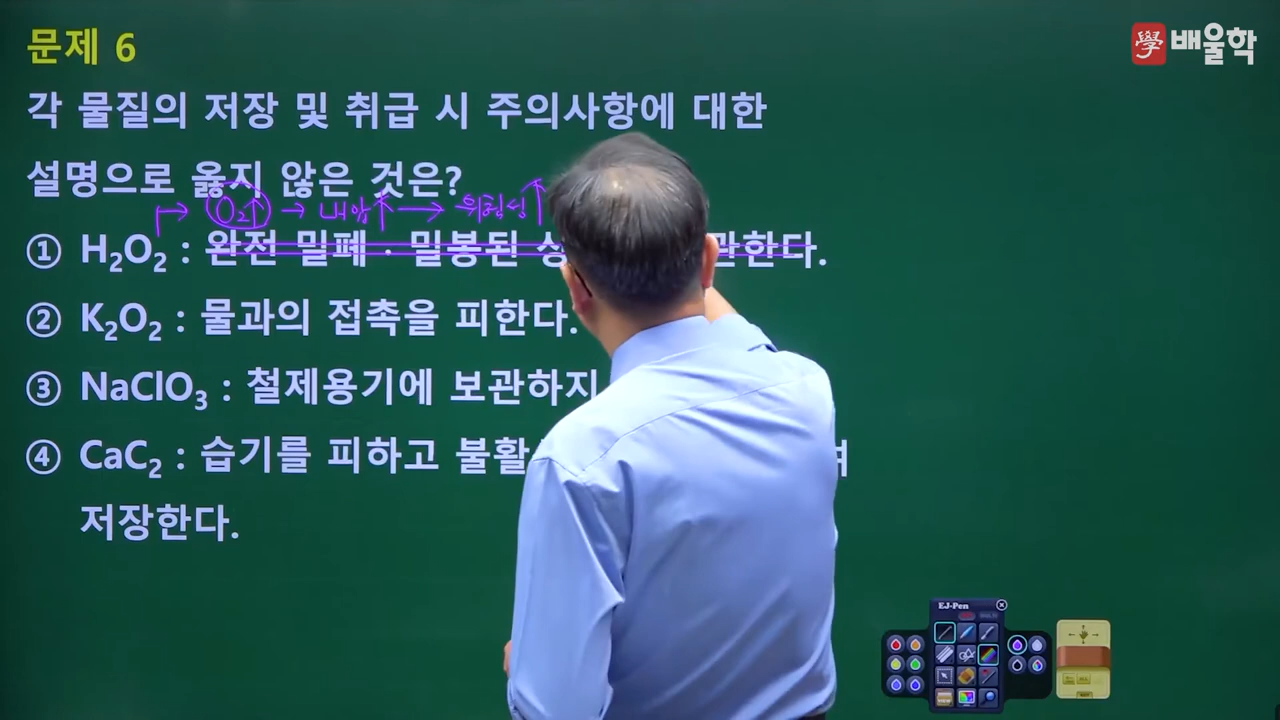 문제 6
學 배울학
각 물질의 저장 및 취급 시 주의사항에 대한
설명으로 옳지 않은 것은?
O₂↑ → 내압↑ → 위험성↑
① H₂O₂ : 완전 밀폐 · 밀봉된 관한다.
② K₂O₂ : 물과의 접촉을 피한다.
③ NaClO₃ : 철제용기에 보관하지
④ CaC₂ : 습기를 피하고 불활
저장한다.
EJ-Pen